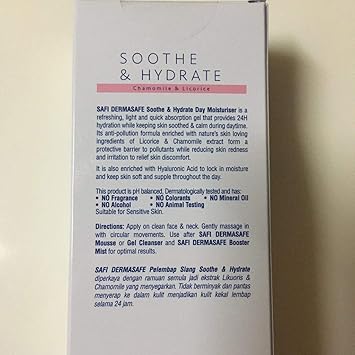 SOOTHE
& HYDRATE
Chamomile & Licorice
SAFI DERMASAFE Soothe & Hydrate Day Moisturiser is a
refreshing, light and quick absorption gel that provides 24H
hydration while keeping skin soothed & calm during daytime.
Its anti-pollution formula enriched with nature's skin loving
ingredients of Licorice & Chamomile extract form a
protective barrier to pollutants while reducing skin redness
and irritation to relief skin discomfort.
It is also enriched with Hyaluronic Acid to lock in moisture
and keep skin soft and supple throughout the day.
This product is pH balanced, Dermatologically tested and has:
• NO Fragrance • NO Colorants • NO Mineral Oil
• NO Alcohol • NO Animal Testing
Suitable for Sensitive Skin.
Directions: Apply on clean face & neck. Gently massage in
with circular movements. Use after SAFI DERMASAFE
Mousse or Gel Cleanser and SAFI DERMASAFE Booster
Mist for optimal results.
SAFI DERMASAFE Pelembap Siang Soothe & Hydrate
diperkaya dengan ramuan semula jadi ekstrak Likuoris &
Chamomile yang menyegarkan. Tidak berminyak dan pantas
menyerap ke dalam kulit menjadikan kulit kekal lembap
selama 24 jam.